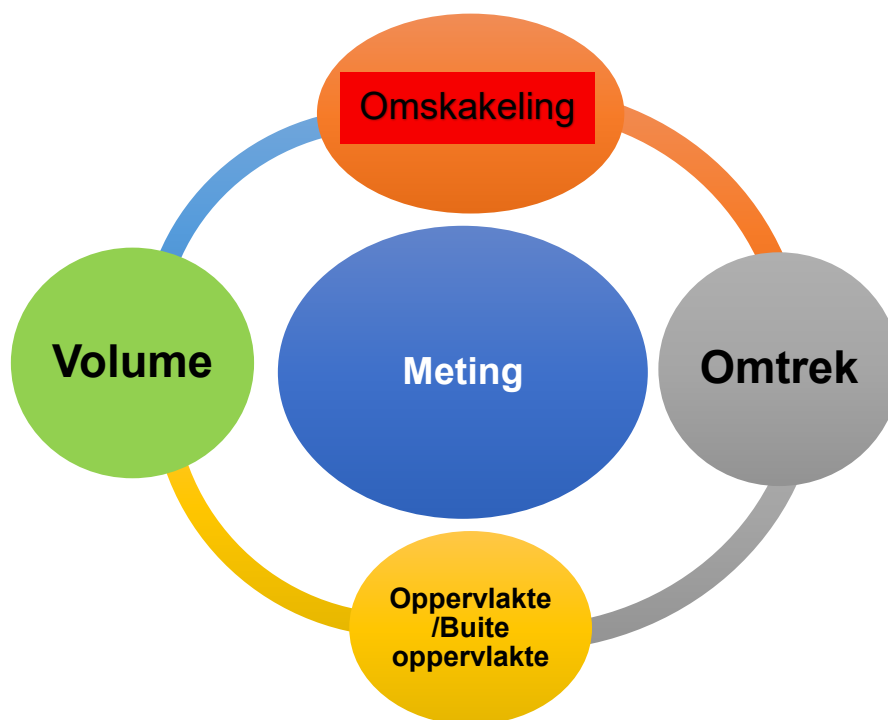 Omskakeling
Volume
Meting
Omtrek
Oppervlakte
/Buite
oppervlakte